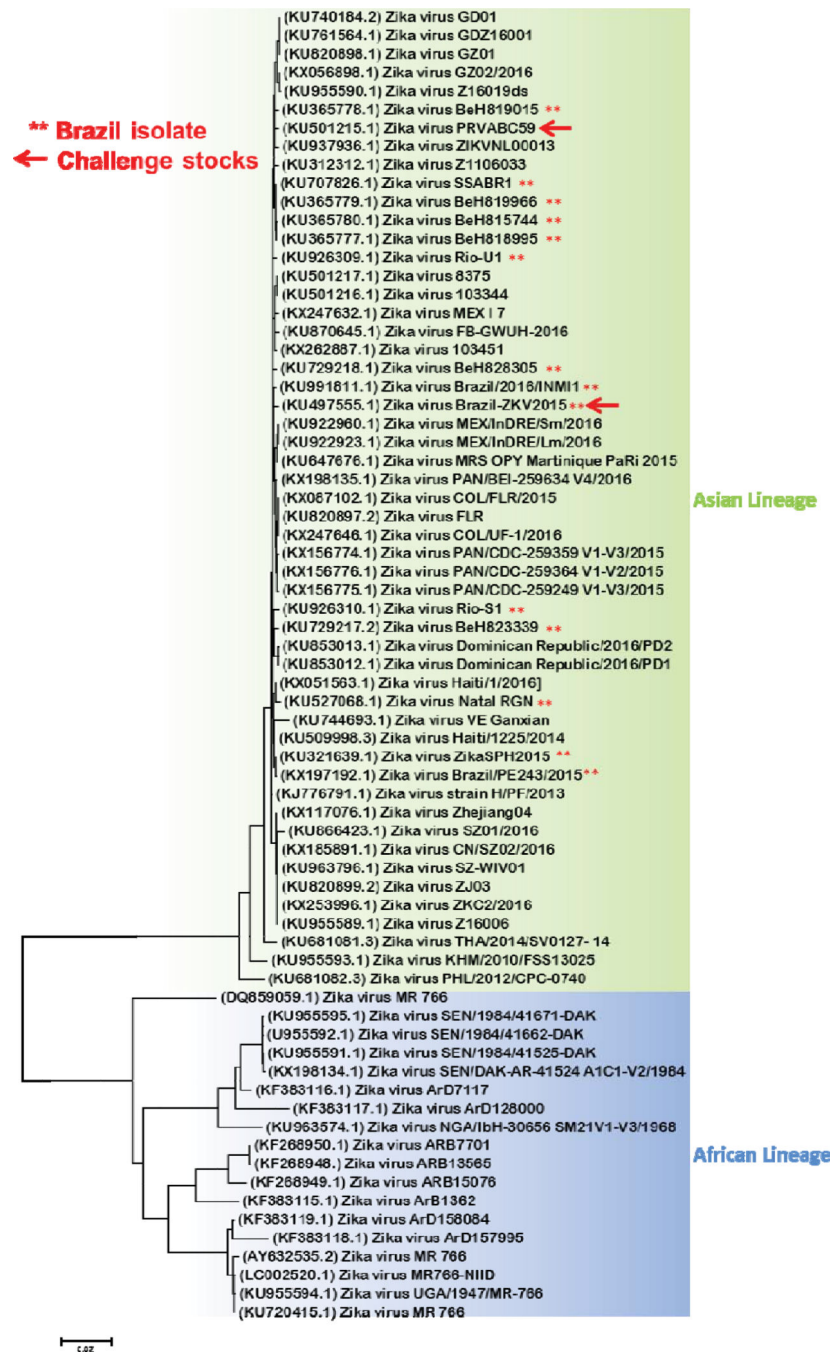 (KU740184.2) Zika virus GD01
(KU761564.1) Zika virus GDZ16001
(KU820898.1) Zika virus GZ01
(KX056898.1) Zika virus GZ02/2016
(KU955590.1) Zika virus Z16019ds
(KU365778.1) Zika virus BeH819015 **
** Brazil isolate
(KU501215.1) Zika virus PRVABC59
(KU937936.1) Zika virus ZIKVNL00013
← Challenge stocks
(KU312312.1) Zika virus Z1106033
(KU707826.1) Zika virus SSABR1 **
(KU365779.1) Zika virus BeH819966 **
(KU365780.1) Zika virus BeH815744 **
(KU365777.1) Zika virus BeH818995 **
(KU926309.1) Zika virus Rio-U1 **
(KU501217.1) Zika virus 8375
(KU501216.1) Zika virus 103344
(KX247632.1) Zika virus MEX I 7
(KU870645.1) Zika virus FB-GWUH-2016
(KX262887.1) Zika virus 103451
(KU729218.1) Zika virus BeH828305 **
(KU991811.1) Zika virus Brazil/2016/INMI1 **
(KU497555.1) Zika virus Brazil-ZKV2015 **
(KU922960.1) Zika virus MEX/InDRE/Sm/2016
(KU922923.1) Zika virus MEX/InDRE/Lm/2016
(KU647676.1) Zika virus MRS OPY Martinique PaRi 2015
(KX198135.1) Zika virus PAN/BEI-259634 V4/2016
(KX087102.1) Zika virus COL/FLR/2015
Asian Lineage
(KU820897.2) Zika virus FLR
(KX247646.1) Zika virus COL/UF-1/2016
(KX156774.1) Zika virus PAN/CDC-259359 V1-V3/2015
(KX156776.1) Zika virus PAN/CDC-259364 V1-V2/2015
(KX156775.1) Zika virus PAN/CDC-259249 V1-V3/2015
(KU926310.1) Zika virus Rio-S1 **
(KU729217.2) Zika virus BeH823339 **
(KU853013.1) Zika virus Dominican Republic/2016/PD2
(KU853012.1) Zika virus Dominican Republic/2016/PD1
(KX051563.1) Zika virus Haiti/1/2016]
(KU527068.1) Zika virus Natal RGN **
(KU744693.1) Zika virus VE Ganxian
(KU509998.3) Zika virus Haiti/1225/2014
(KU321639.1) Zika virus ZikaSPH2015 **
(KX197192.1) Zika virus Brazil/PE243/2015 **
(KJ776791.1) Zika virus strain H/PF/2013
(KX117076.1) Zika virus Zhejiang04
(KU866423.1) Zika virus SZ01/2016
(KX185891.1) Zika virus CN/SZ02/2016
(KU963796.1) Zika virus SZ-WIV01
(KU820899.2) Zika virus ZJ03
(KX253996.1) Zika virus ZKC2/2016
(KU955589.1) Zika virus Z16006
(KU681081.3) Zika virus THA/2014/SV0127- 14
(KU955593.1) Zika virus KHM/2010/FSS13025
(KU681082.3) Zika virus PHL/2012/CPC-0740
(DQ859059.1) Zika virus MR 766
(KU955595.1) Zika virus SEN/1984/41671-DAK
(U955592.1) Zika virus SEN/1984/41662-DAK
(KU955591.1) Zika virus SEN/1984/41525-DAK
(KX198134.1) Zika virus SEN/DAK-AR-41524 A1C1-V2/1984
(KF383116.1) Zika virus ArD7117
(KF383117.1) Zika virus ArD128000
(KU963574.1) Zika virus NGA/IbH-30656 SM21V1-V3/1968
(KF268950.1) Zika virus ARB7701
African Lineage
(KF268948.) Zika virus ARB13565
(KF268949.1) Zika virus ARB15076
(KF383115.1) Zika virus ArB1362
(KF383119.1) Zika virus ArD158084
(KF383118.1) Zika virus ArD157995
(AY632535.2) Zika virus MR 766
(LC002520.1) Zika virus MR766-NIID
(KU955594.1) Zika virus UGA/1947/MR-766
(KU720415.1) Zika virus MR 766
0.02